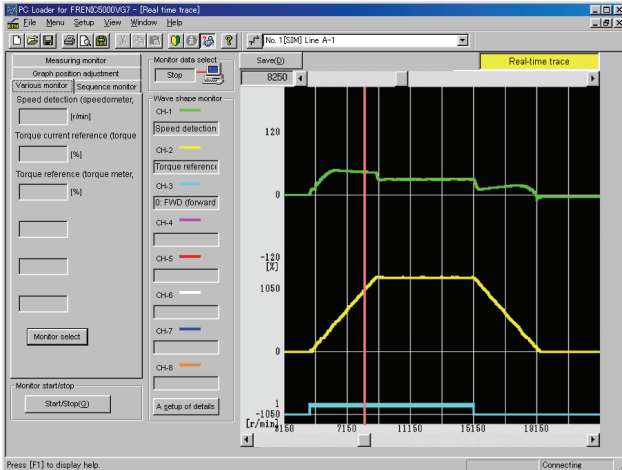 PC Loader for FRENIC5000VG7 - [Real time trace]
File Menu Setup View Window Help
No. 1[SIM] Line A-1
Measuring monitor
Graph position adjustment
Various monitor Sequence monitor
Speed detection (speedometer,
[r/min]
Torque current reference (torque
[%]
Torque reference (torque meter,
[%]
Monitor select
Monitor start/stop
Start/Stop(G)
Monitor data select
Stop
Wave shape monitor
CH-1
Speed detection
CH-2
Torque referenc
CH-3
0: FWD (forward
CH-4
CH-5
CH-6
CH-7
CH-8
A setup of details
Save(D)
Real-time trace
8250
120
0
-120
[%]
1050
0
1
-1050
[r/min]
5150 7150 11150 15150 19150
Press [F1] to display help.
Connecting